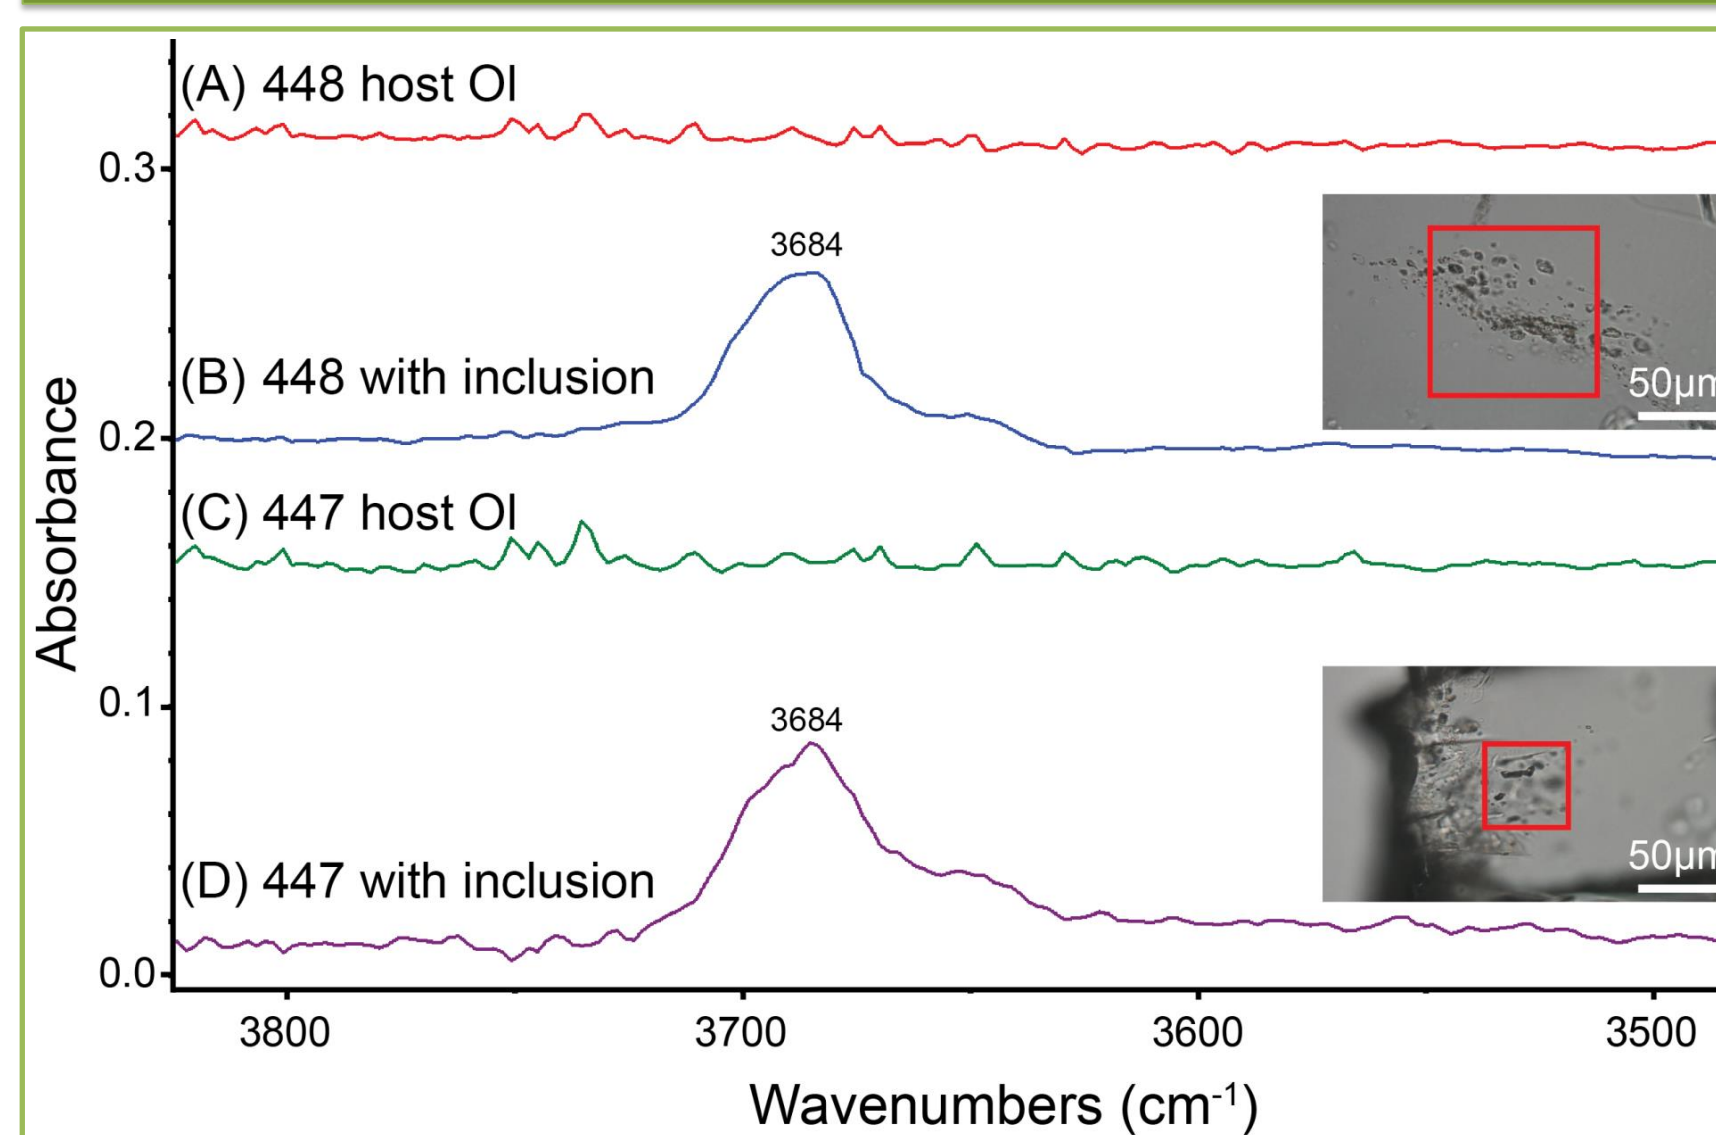 (A) 448 host Ol
0.3
3684
(B) 448 with inclusion
50μm
0.2
(C) 447 host Ol
Absorbance
0.1
3684
(D) 447 with inclusion
50μm
0.0
3800 3700 3600 3500
Wavenumbers (cm⁻¹)